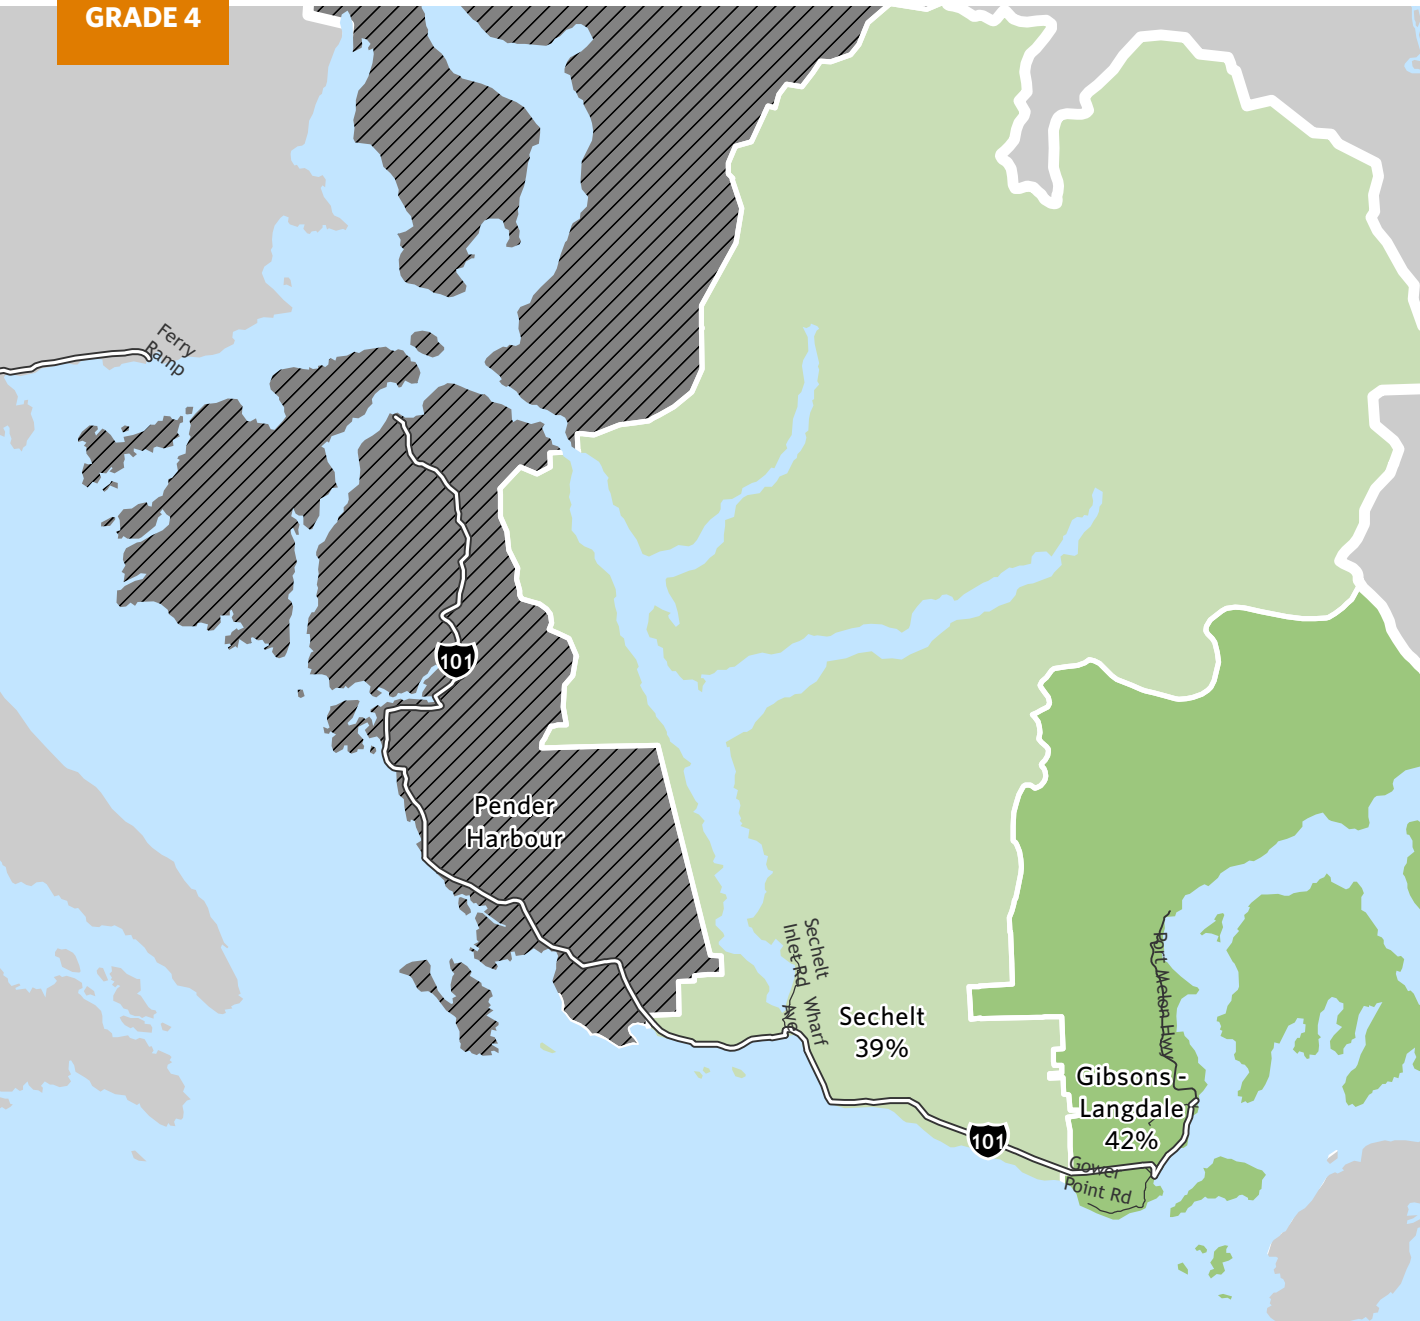 GRADE 4
Ferry
Ramp
101
Pender
Harbour
Sechelt
Inlet Rd
Wharf
Ave
Sechelt
39%
Port Melon Hwy
Gibsons -
Langdale
42%
101
Gower
Point Rd